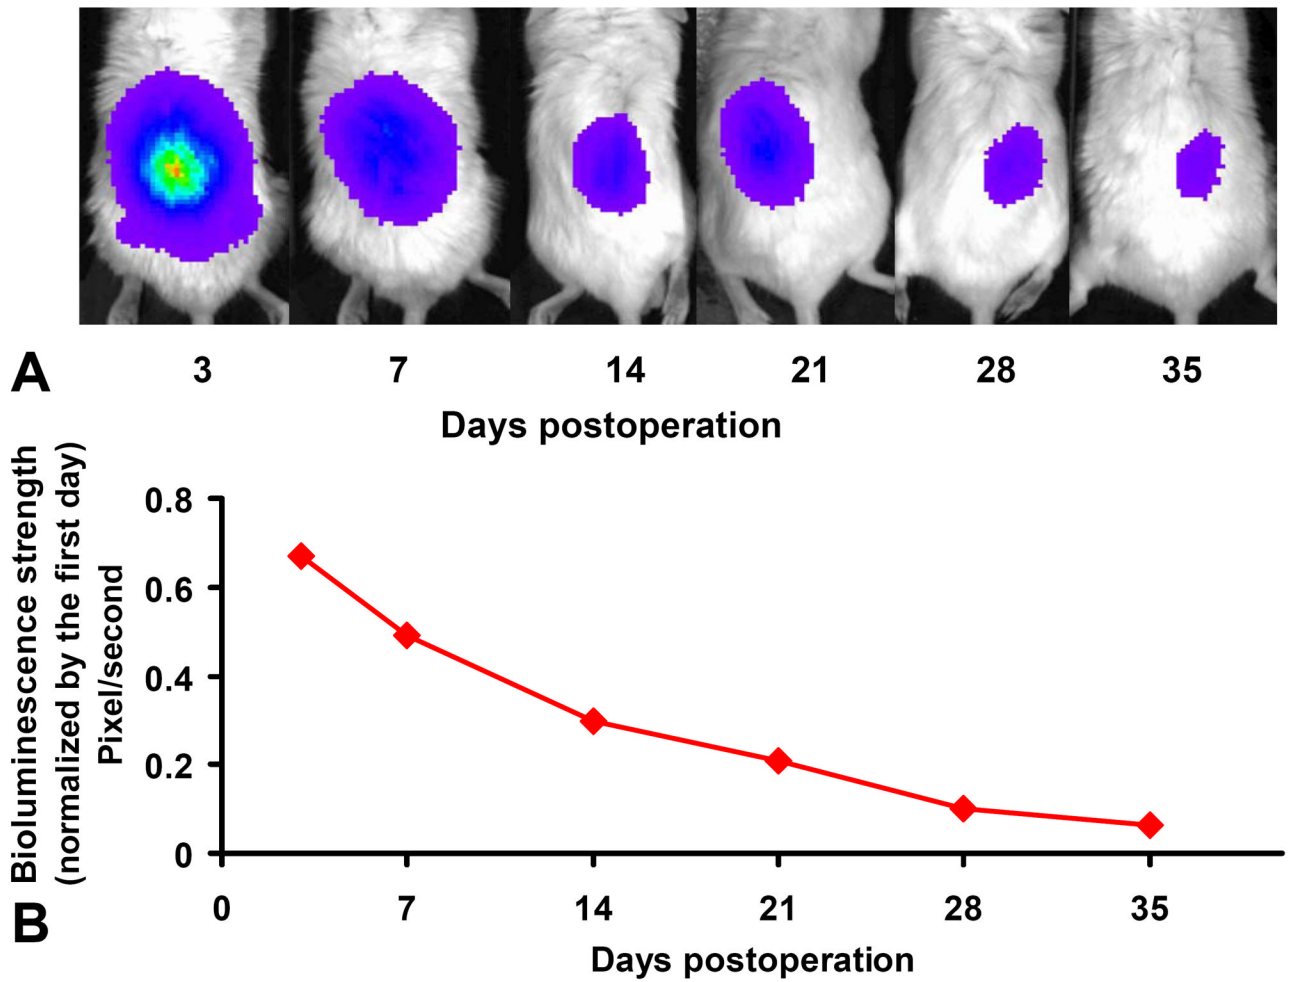 A
3 7 14 21 28 35
Days postoperation
Bioluminescence strength
(normalized by the first day)
Pixel/second
0.8
0.6
0.4
0.2
0
0 7 14 21 28 35
B
Days postoperation